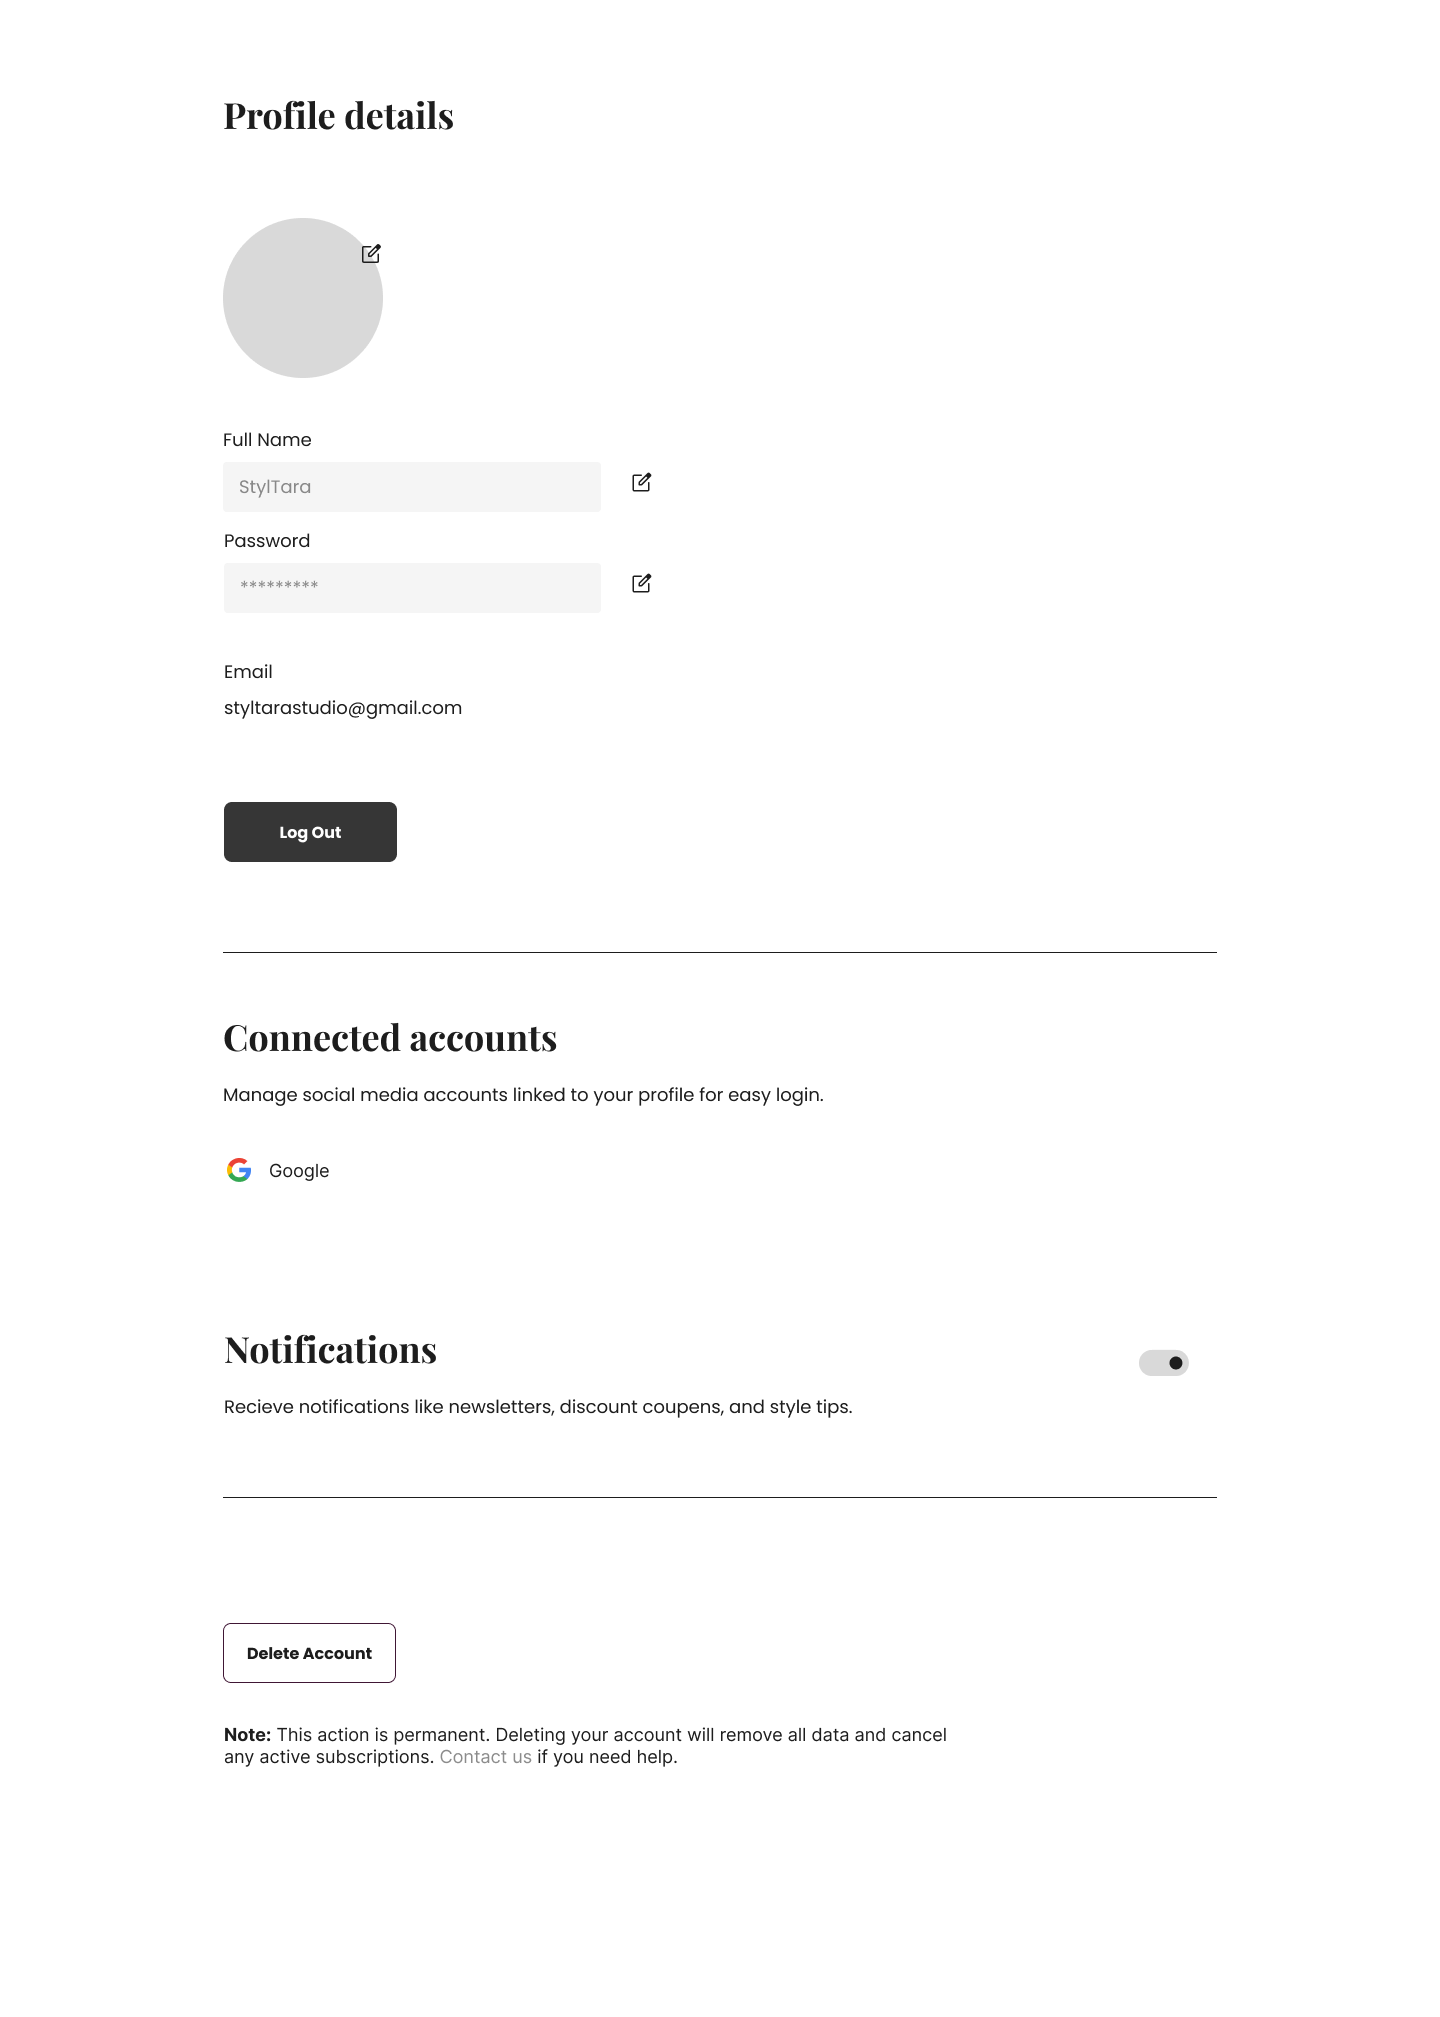 Profile details
Full Name
StylTara
Password
*********
Email
styltarastudio@gmail.com
Log Out
Connected accounts
Manage social media accounts linked to your profile for easy login.
Google
Notifications
Recieve notifications like newsletters, discount coupens, and style tips.
Delete Account
Note: This action is permanent. Deleting your account will remove all data and cancel
any active subscriptions. Contact us if you need help.